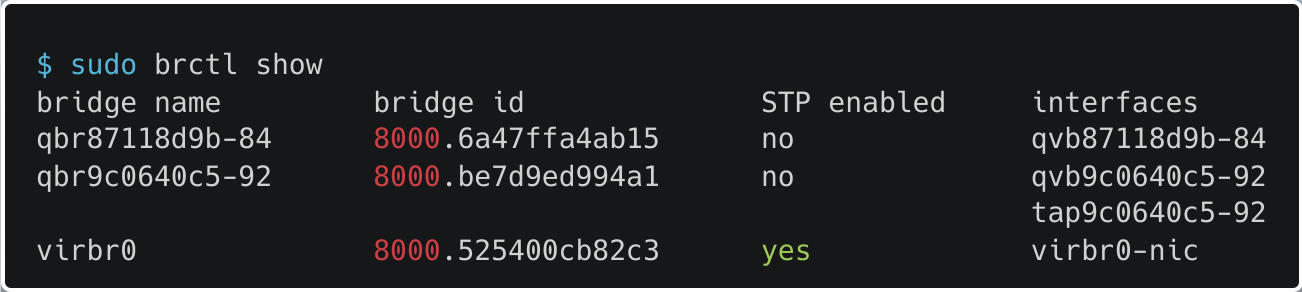 $ sudo brctl show
bridge name bridge id STP enabled interfaces
qbr87118d9b-84 8000.6a47ffa4ab15 no qvb87118d9b-84
qbr9c0640c5-92 8000.be7d9ed994a1 no qvb9c0640c5-92
tap9c0640c5-92
virbr0 8000.525400cb82c3 yes virbr0-nic